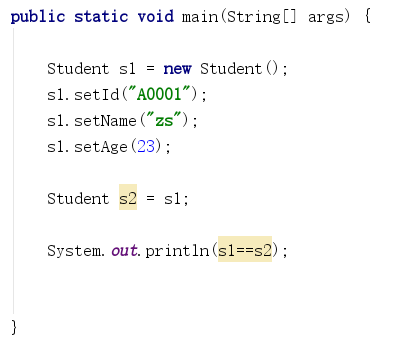 public static void main(String[] args) {
Student s1 = new Student();
s1.setId("A0001");
s1.setName("zs");
s1.setAge(23);
Student s2 = s1;
System.out.println(s1==s2);
}